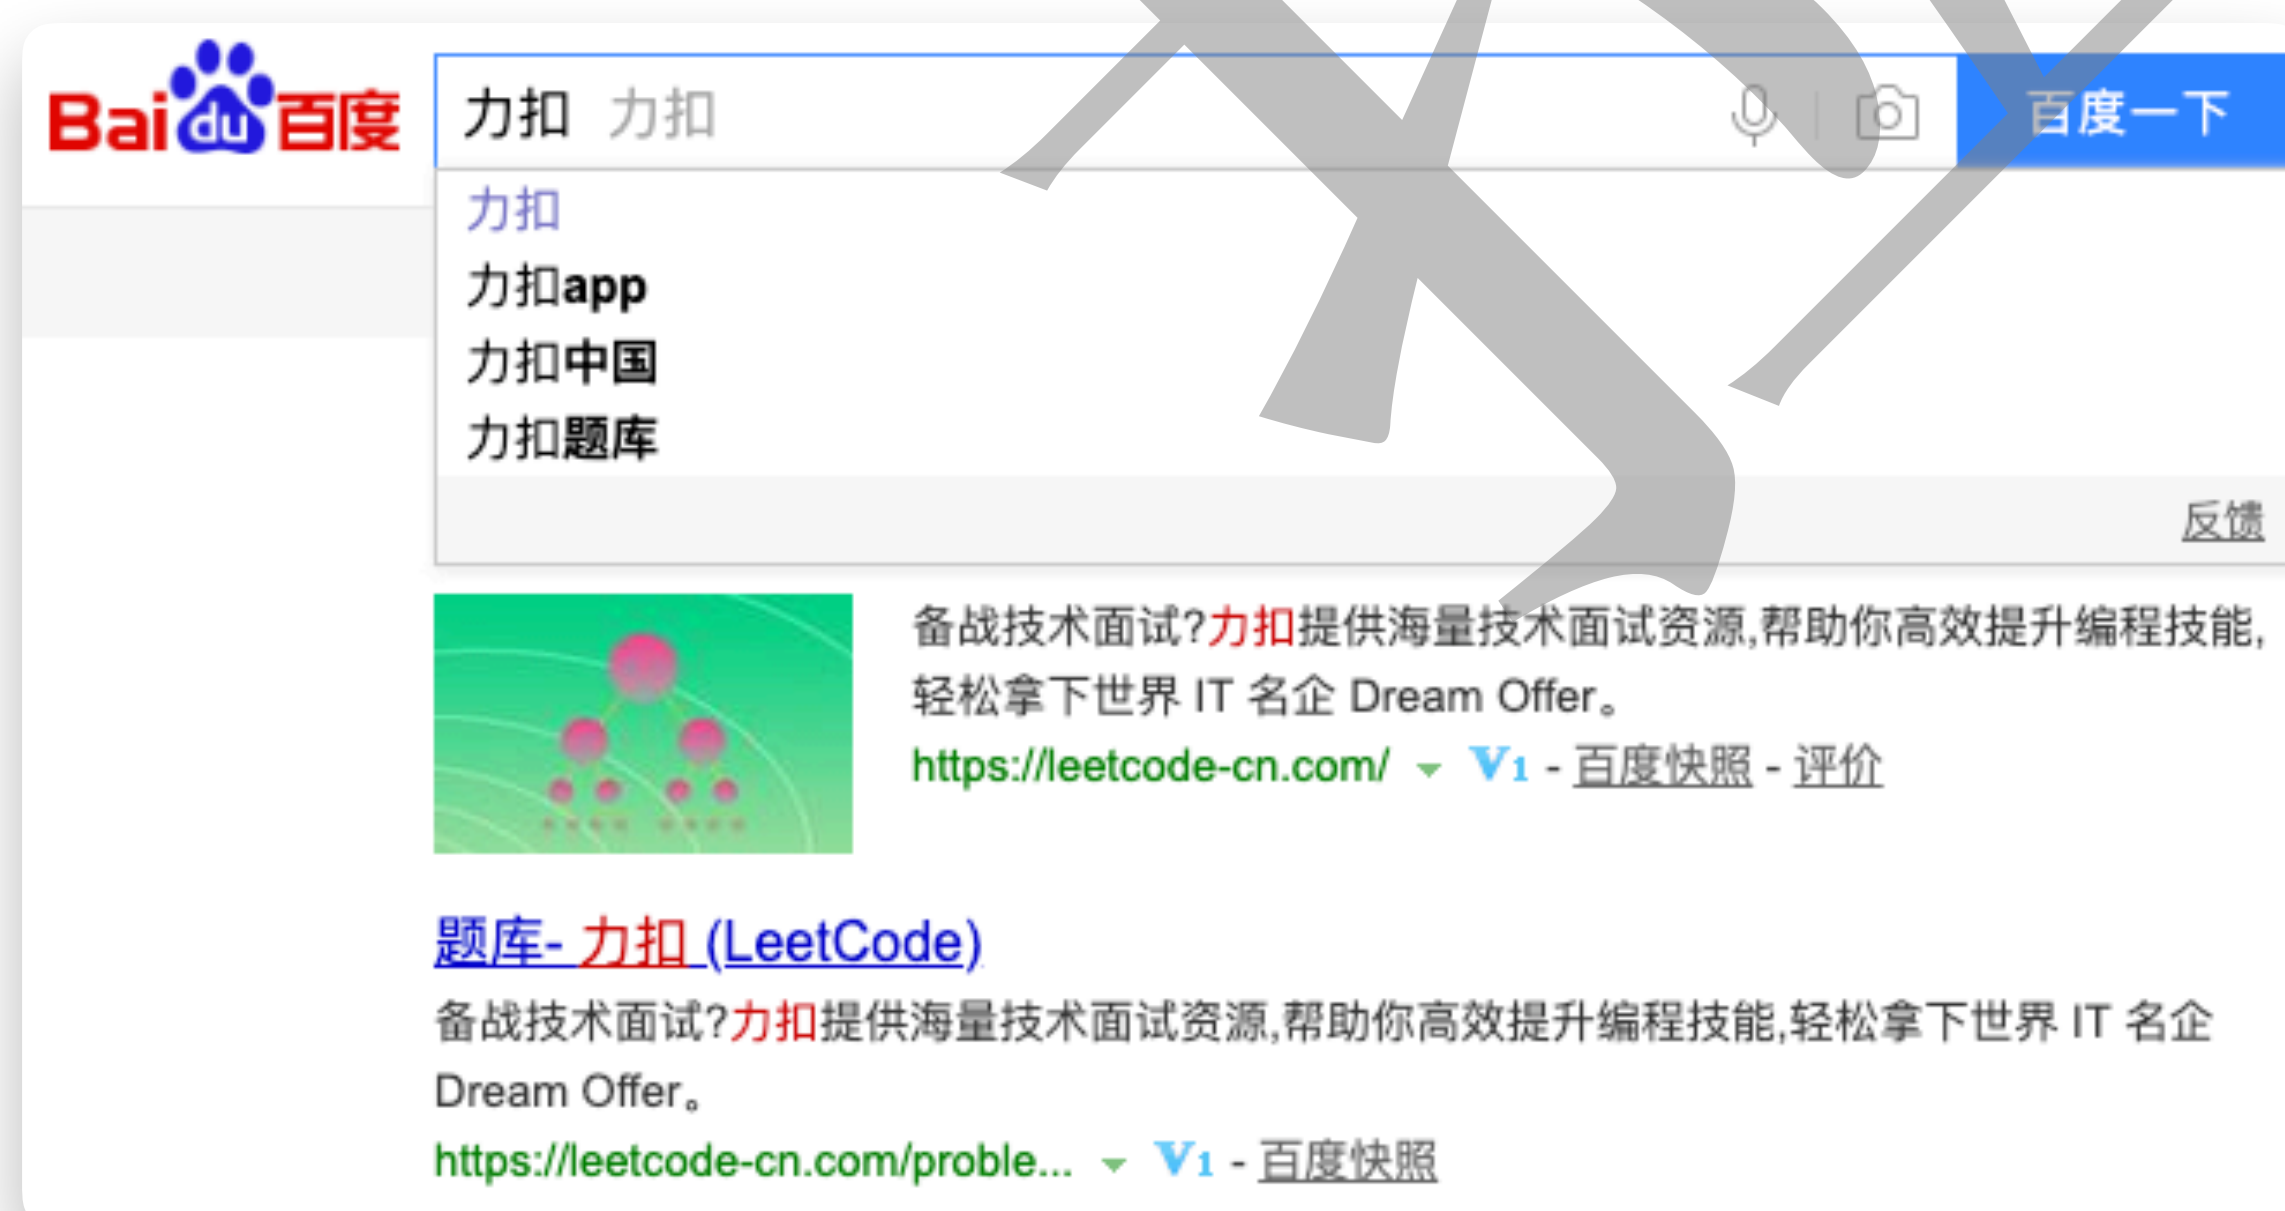 Bai du 百度
力扣 力扣
百度一下
力扣
力扣app
力扣中国
力扣题库
反馈
备战技术面试?力扣提供海量技术面试资源,帮助你高效提升编程技能,
轻松拿下世界 IT 名企 Dream Offer。
https://leetcode-cn.com/ V1 - 百度快照 - 评价
题库- 力扣 (LeetCode)
备战技术面试?力扣提供海量技术面试资源,帮助你高效提升编程技能,轻松拿下世界 IT 名企
Dream Offer。
https://leetcode-cn.com/proble... V1 - 百度快照